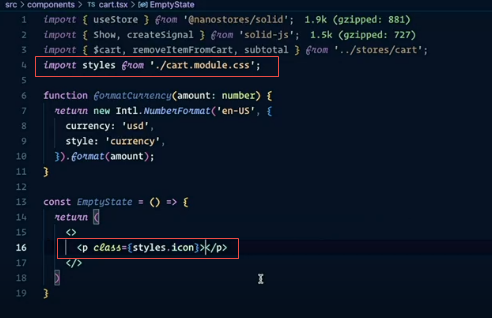 src > components > TS cart.tsx > EmptyState
1 import { useStore } from '@nanostores/solid'; 1.9k (gzipped: 881)
2 import { Show, createSignal } from 'solid-js'; 1.5k (gzipped: 727)
3 import { $cart, removeItemFromCart, subtotal } from '../stores/cart';
4 import styles from './cart.module.css';
5
6 function formatCurrency(amount: number) {
7 return new Intl.NumberFormat('en-US', {
8 currency: 'usd',
9 style: 'currency',
10 }).format(amount);
11 }
12
13 const EmptyState = () => {
14 return (
15 <>
16 <p class={styles.icon}></p>
17 </>
18 )
19 }